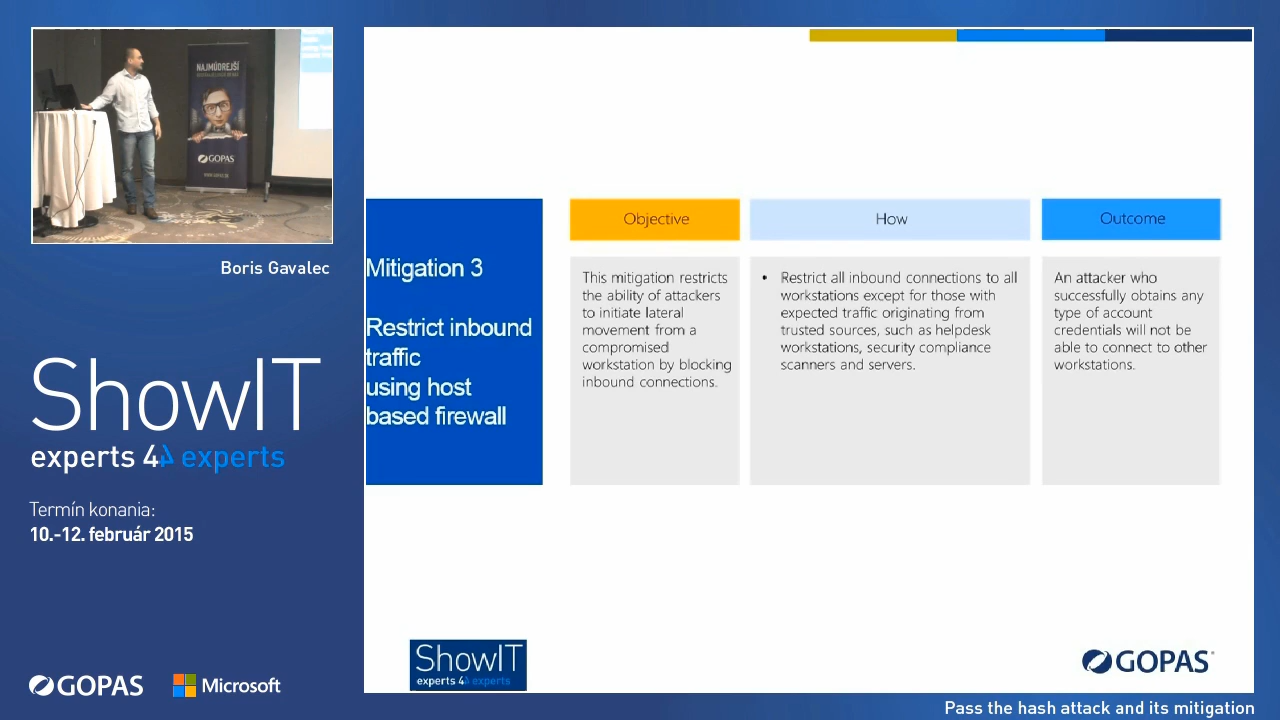 NAJMÚDREJŠÍ
GOPAS
Boris Gavalec
ShowIT
experts 4 experts
Termín konania:
10.-12. február 2015
GOPAS
Microsoft
Mitigation 3
Restrict inbound
traffic
using host
based firewall
Objective
This mitigation restricts
the ability of attackers
to initiate lateral
movement from a
compromised
workstation by blocking
inbound connections.
How
• Restrict all inbound connections to all
workstations except for those with
expected traffic originating from
trusted sources, such as helpdesk
workstations, security compliance
scanners and servers.
Outcome
An attacker who
successfully obtains any
type of account
credentials will not be
able to connect to other
workstations.
ShowIT
experts 4 experts
GOPAS
Pass the hash attack and its mitigation